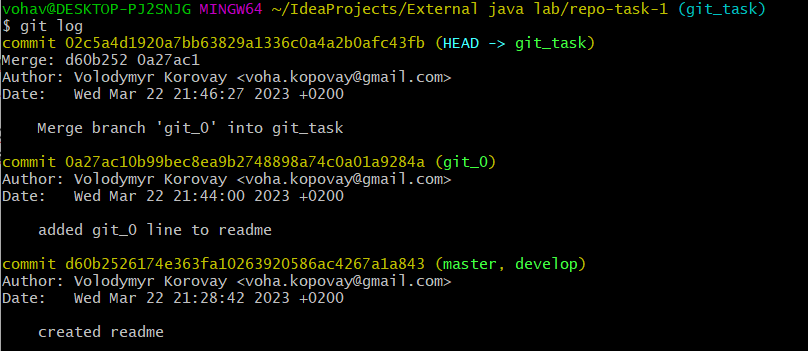 vohav@DESKTOP-PJ2SNJG MINGW64 ~/IdeaProjects/External java lab/repo-task-1 (git_task)
$ git log
commit 02c5a4d1920a7bb63829a1336c0a4a2b0afc43fb (HEAD -> git_task)
Merge: d60b252 0a27ac1
Author: Volodymyr Korovay <voha.kopovay@gmail.com>
Date:   Wed Mar 22 21:46:27 2023 +0200
    Merge branch 'git_0' into git_task
commit 0a27ac10b99bec8ea9b2748898a74c0a01a9284a (git_0)
Author: Volodymyr Korovay <voha.kopovay@gmail.com>
Date:   Wed Mar 22 21:44:00 2023 +0200
    added git_0 line to readme
commit d60b2526174e363fa10263920586ac4267a1a843 (master, develop)
Author: Volodymyr Korovay <voha.kopovay@gmail.com>
Date:   Wed Mar 22 21:28:42 2023 +0200
    created readme